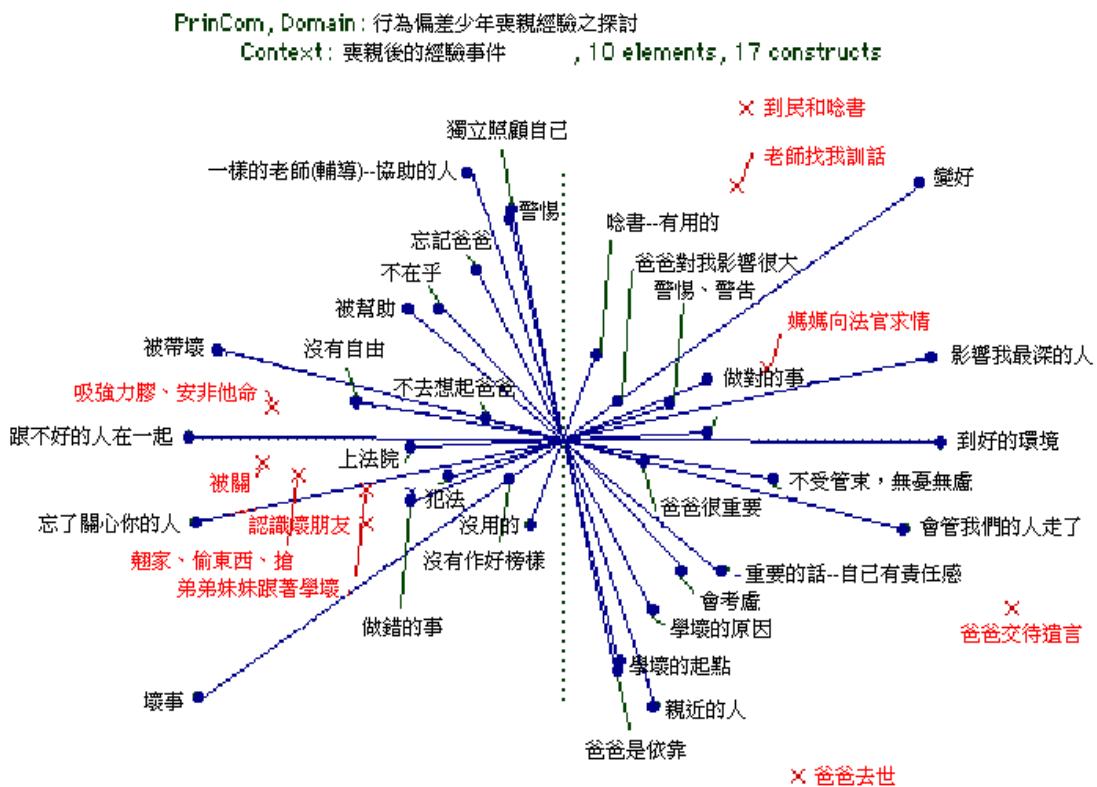 PrinCom, Domain: 行為偏差少年喪親經驗之探討
Context: 喪親後的經驗事件 , 10 elements, 17 constructs
到民和唸書
獨立照顧自己
老師找我訓話
一樣的老師(輔導)--協助的人
變好
警惕
唸書--有用的
忘記爸爸
爸爸對我影響很大
不在乎
警惕、警告
被幫助
媽媽向法官求情
被帶壞
沒有自由
影響我最深的人
做對的事
吸強力膠、安非他命
不去想起爸爸
跟不好的人在一起
到好的環境
上法院
被關
不受管束，無憂無慮
犯法
爸爸很重要
忘了關心你的人
認識壞朋友
沒用的
會管我們的人走了
翹家、偷東西、搶
沒有作好榜樣
重要的話--自己有責任感
弟弟妹妹跟著學壞
會考慮
做錯的事
學壞的原因
爸爸交待遺言
學壞的起點
壞事
親近的人
爸爸是依靠
爸爸去世